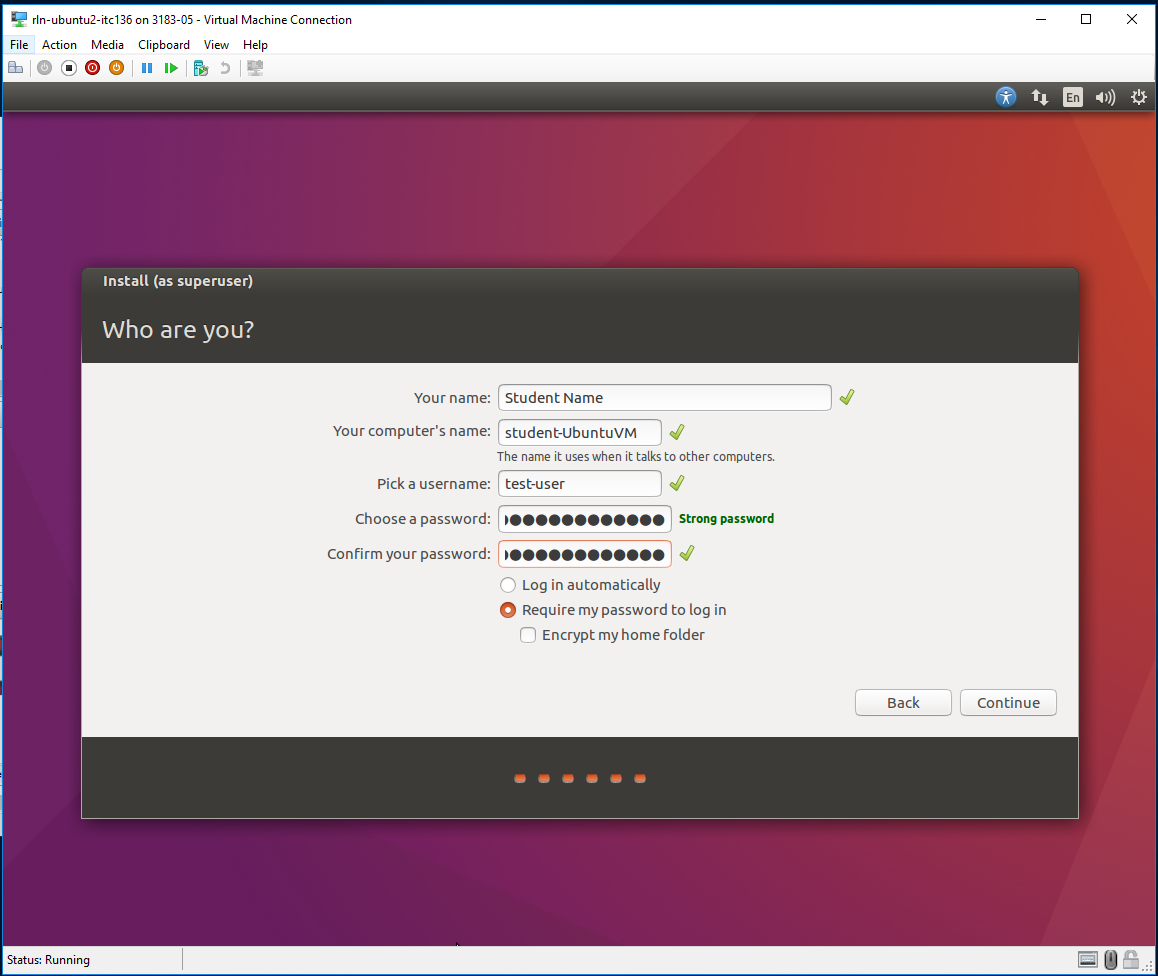 rln-ubuntu2-itc136 on 3183-05 - Virtual Machine Connection
File Action Media Clipboard View Help
En
Install (as superuser)
Who are you?
Your name: Student Name
Your computer's name: student-UbuntuVM
The name it uses when it talks to other computers.
Pick a username: test-user
Choose a password: Strong password
Confirm your password:
Log in automatically
Require my password to log in
Encrypt my home folder
Back Continue
Status: Running